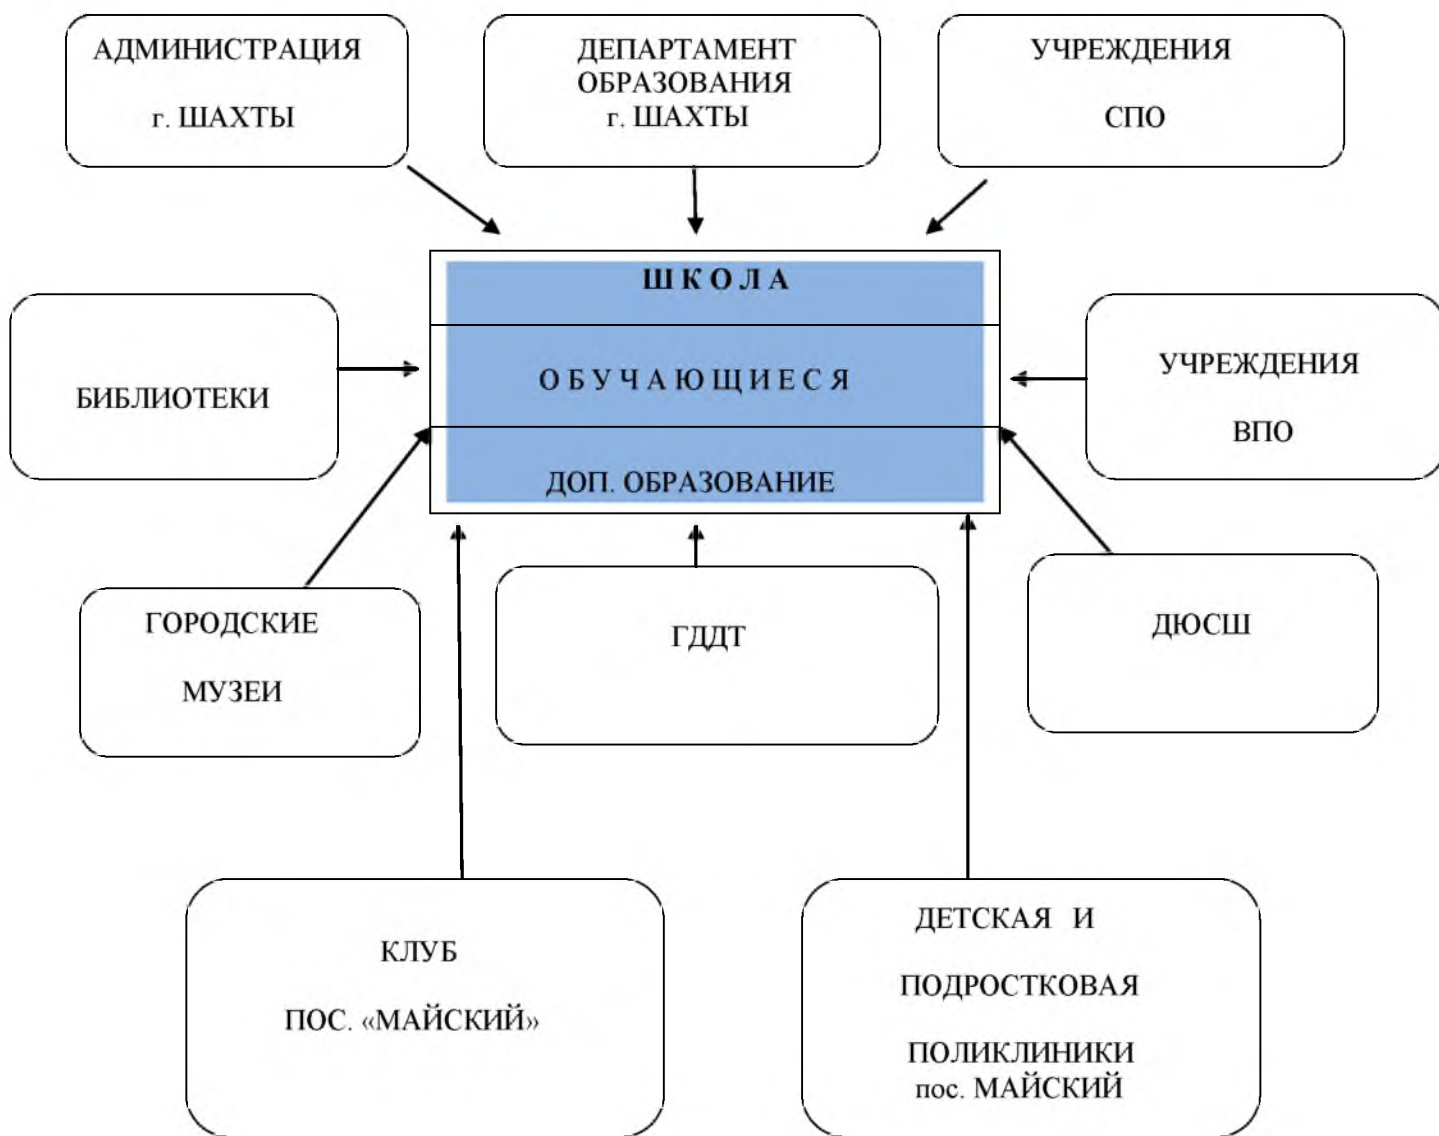 АДМИНИСТРАЦИЯ
г. ШАХТЫ
ДЕПАРТАМЕНТ
ОБРАЗОВАНИЯ
г. ШАХТЫ
УЧРЕЖДЕНИЯ
СПО
Ш К О Л А
О Б У Ч А Ю Щ И Е С Я
ДОП. ОБРАЗОВАНИЕ
БИБЛИОТЕКИ
УЧРЕЖДЕНИЯ
ВПО
ГОРОДСКИЕ
МУЗЕИ
ГДДТ
ДЮСШ
КЛУБ
ПОС. «МАЙСКИЙ»
ДЕТСКАЯ И
ПОДРОСТКОВАЯ
ПОЛИКЛИНИКИ
пос. МАЙСКИЙ